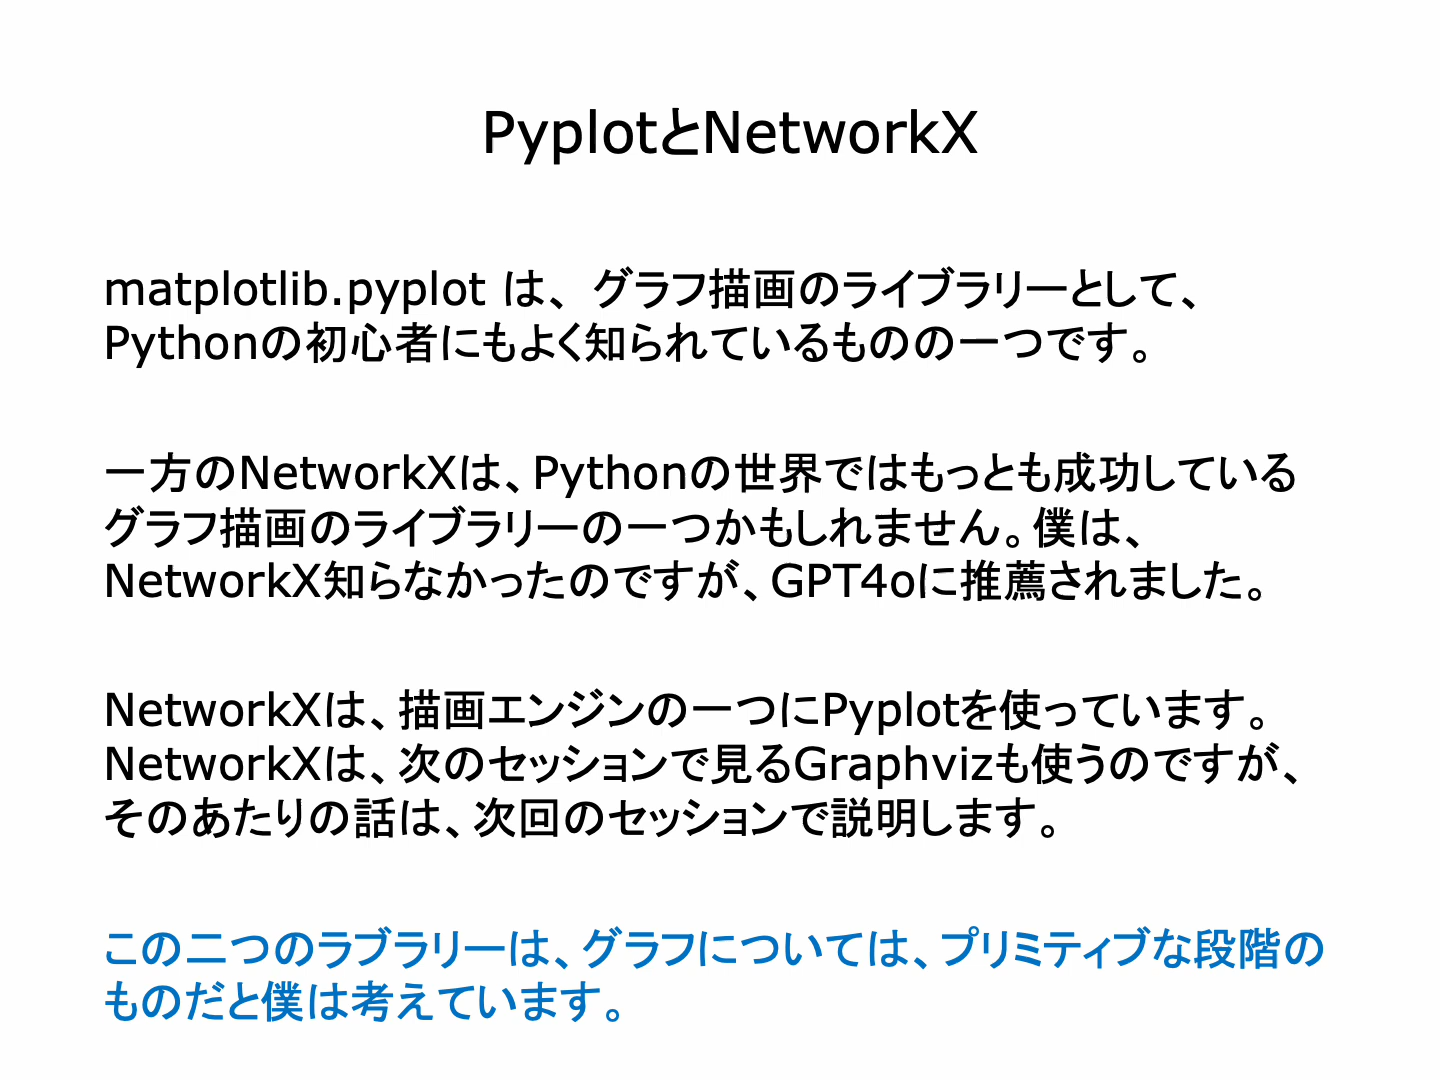 PyplotとNetworkX
matplotlib.pyplot は、 グラフ描画のライブラリーとして、
Pythonの初心者にもよく知られているものの一つです。
一方のNetworkXは、Pythonの世界ではもっとも成功している
グラフ描画のライブラリーの一つかもしれません。僕は、
NetworkX知らなかったのですが、GPT4oに推薦されました。
NetworkXは、描画エンジンの一つにPyplotを使っています。
NetworkXは、次のセッションで見るGraphvizも使うのですが、
そのあたりの話は、次回のセッションで説明します。
この二つのラブラリーは、グラフについては、プリミティブな段階の
ものだと僕は考えています。